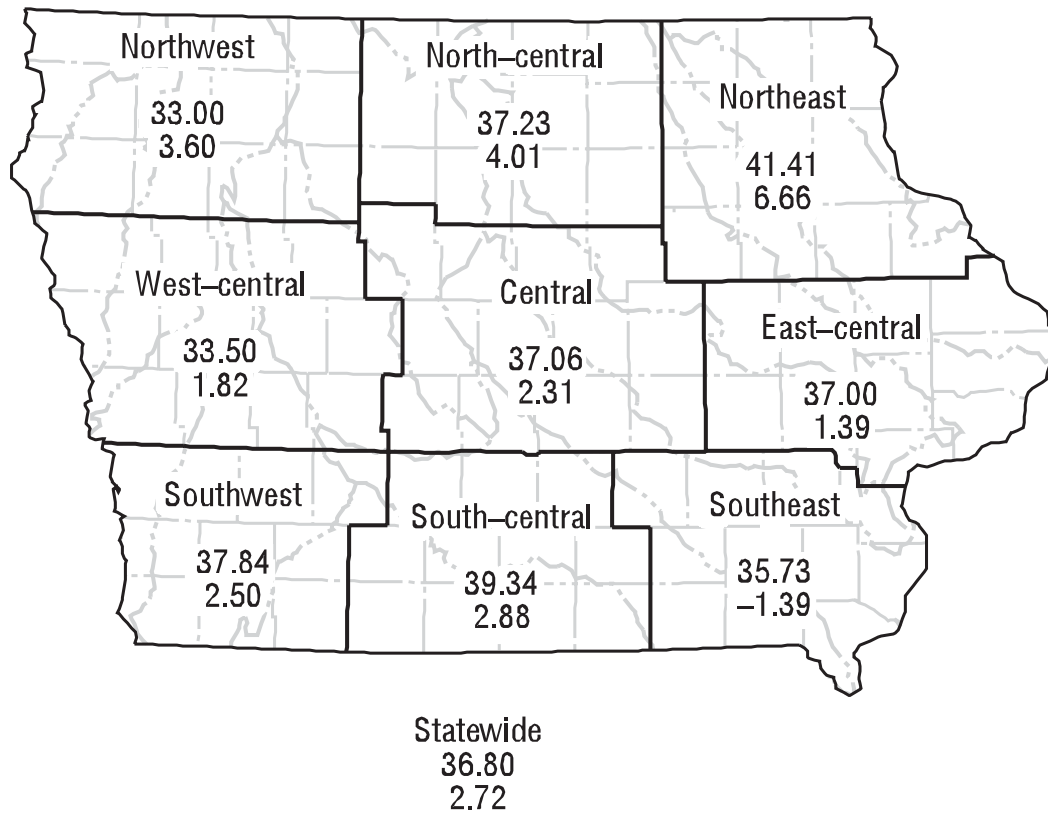 Northwest
33.00
3.60
North–central
37.23
4.01
Northeast
41.41
6.66
West–central
33.50
1.82
Central
37.06
2.31
East–central
37.00
1.39
Southwest
37.84
2.50
South–central
39.34
2.88
Southeast
35.73
–1.39
Statewide
36.80
2.72